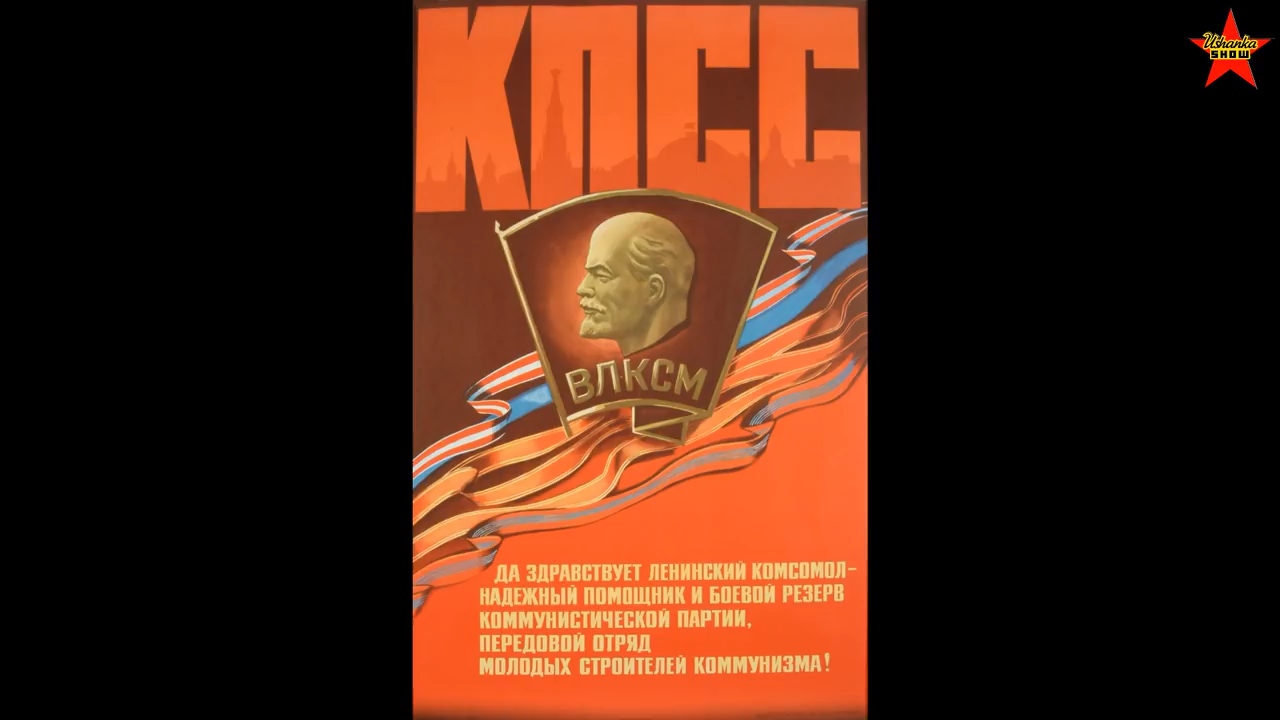 КПСС
Ushanka
SHOW
ВЛКСМ
ДА ЗДРАВСТВУЕТ ЛЕНИНСКИЙ КОМСОМОЛ-
НАДЕЖНЫЙ ПОМОЩНИК И БОЕВОЙ РЕЗЕРВ
КОММУНИСТИЧЕСКОЙ ПАРТИИ,
ПЕРЕДОВОЙ ОТРЯД
МОЛОДЫХ СТРОИТЕЛЕЙ КОММУНИЗМА!